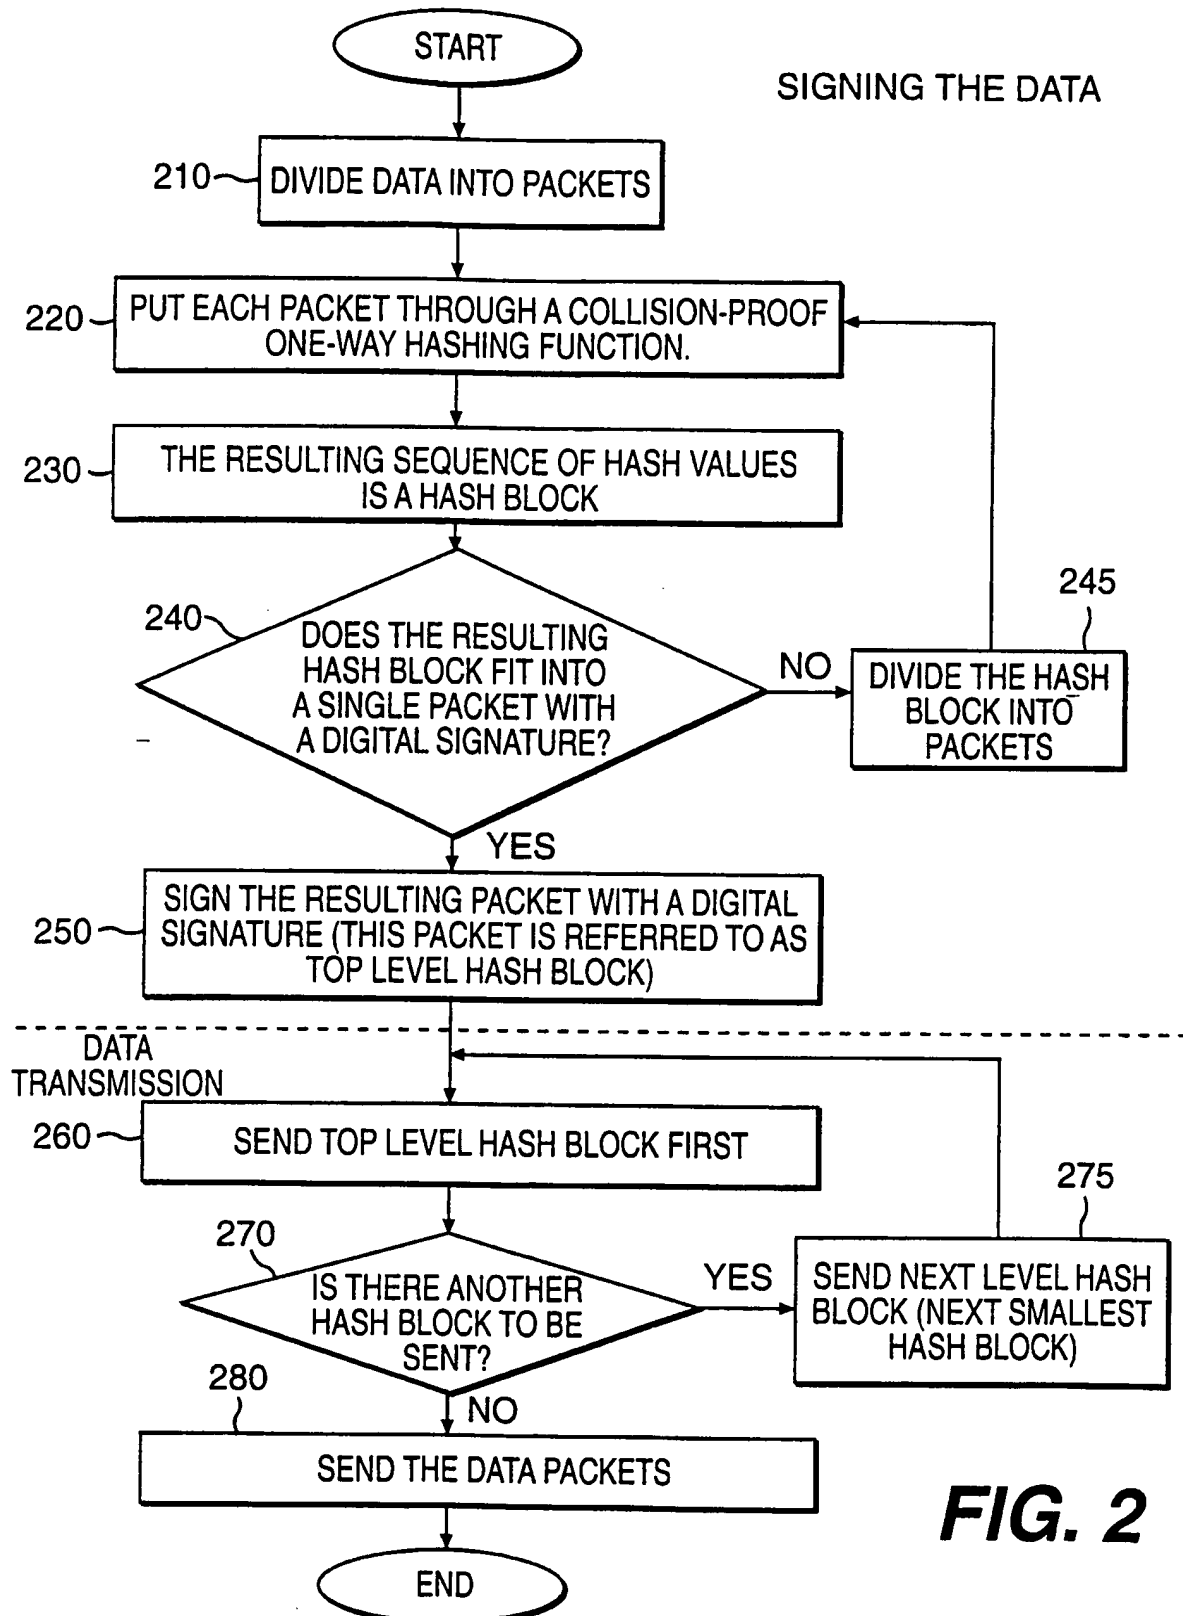 START
SIGNING THE DATA
210
DIVIDE DATA INTO PACKETS
220
PUT EACH PACKET THROUGH A COLLISION-PROOF
ONE-WAY HASHING FUNCTION.
230
THE RESULTING SEQUENCE OF HASH VALUES
IS A HASH BLOCK
240
DOES THE RESULTING
HASH BLOCK FIT INTO
A SINGLE PACKET WITH
A DIGITAL SIGNATURE?
NO
245
DIVIDE THE HASH
BLOCK INTO
PACKETS
YES
250
SIGN THE RESULTING PACKET WITH A DIGITAL
SIGNATURE (THIS PACKET IS REFERRED TO AS
TOP LEVEL HASH BLOCK)
DATA
TRANSMISSION
260
SEND TOP LEVEL HASH BLOCK FIRST
270
IS THERE ANOTHER
HASH BLOCK TO BE
SENT?
YES
275
SEND NEXT LEVEL HASH
BLOCK (NEXT SMALLEST
HASH BLOCK)
NO
280
SEND THE DATA PACKETS
END
FIG. 2